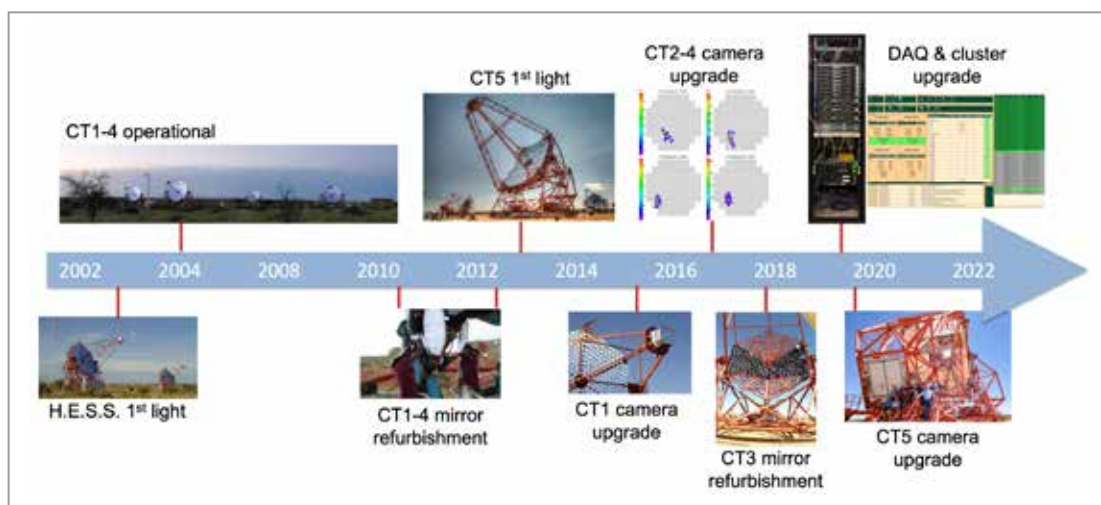 CT1-4 operational
CT5 1st light
CT2-4 camera
upgrade
DAQ & cluster
upgrade
2002 2004 2008 2010 2012 2014 2016 2018 2020 2022
H.E.S.S. 1st light
CT1-4 mirror
refurbishment
CT1 camera
upgrade
CT3 mirror
refurbishment
CT5 camera
upgrade